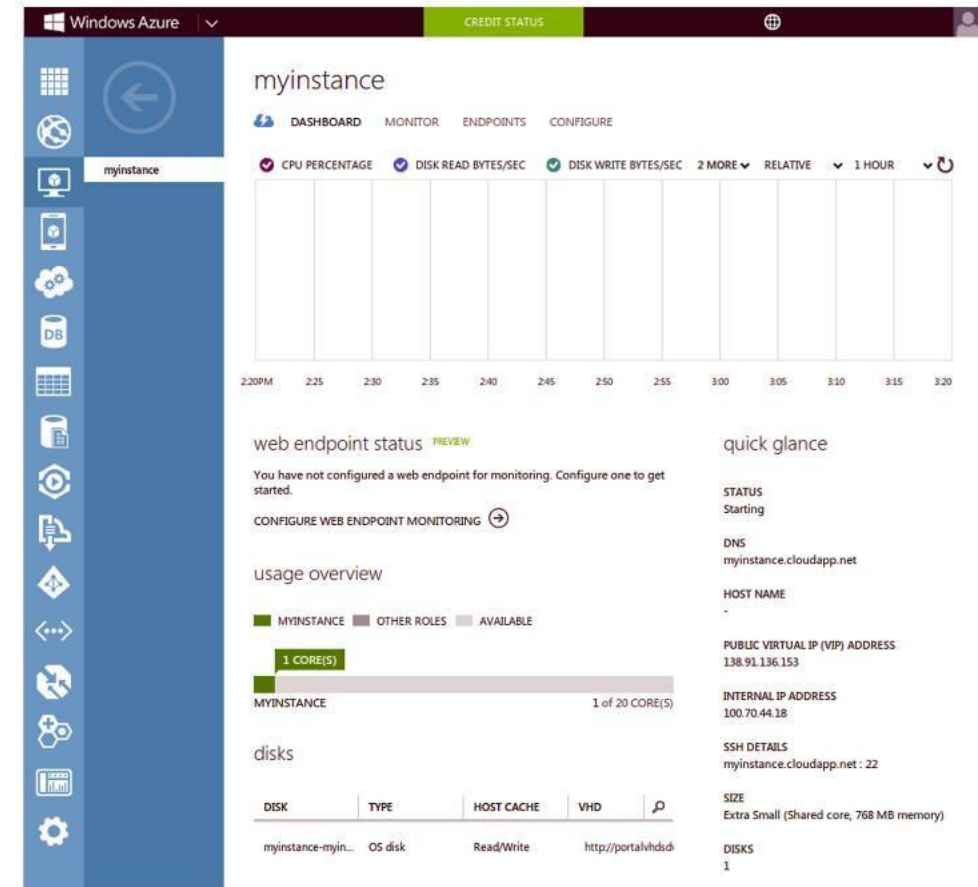 Windows Azure
CREDIT STATUS
myinstance
DB
myinstance
DASHBOARD MONITOR ENDPOINTS CONFIGURE
CPU PERCENTAGE DISK READ BYTES/SEC DISK WRITE BYTES/SEC 2 MORE RELATIVE 1 HOUR
2:20PM 2:25 2:30 2:35 2:40 2:45 2:50 2:55 3:00 3:05 3:10 3:15 3:20
web endpoint status PREVIEW
You have not configured a web endpoint for monitoring. Configure one to get
started.
CONFIGURE WEB ENDPOINT MONITORING
usage overview
MYINSTANCE OTHER ROLES AVAILABLE
1 CORE(S)
MYINSTANCE 1 of 20 CORE(S)
disks
DISK TYPE HOST CACHE VHD
myinstance-myin... OS disk Read/Write http://portalvhdsd
quick glance
STATUS
Starting
DNS
myinstance.cloudapp.net
HOST NAME
-
PUBLIC VIRTUAL IP (VIP) ADDRESS
138.91.136.153
INTERNAL IP ADDRESS
100.70.44.18
SSH DETAILS
myinstance.cloudapp.net : 22
SIZE
Extra Small (Shared core, 768 MB memory)
DISKS
1